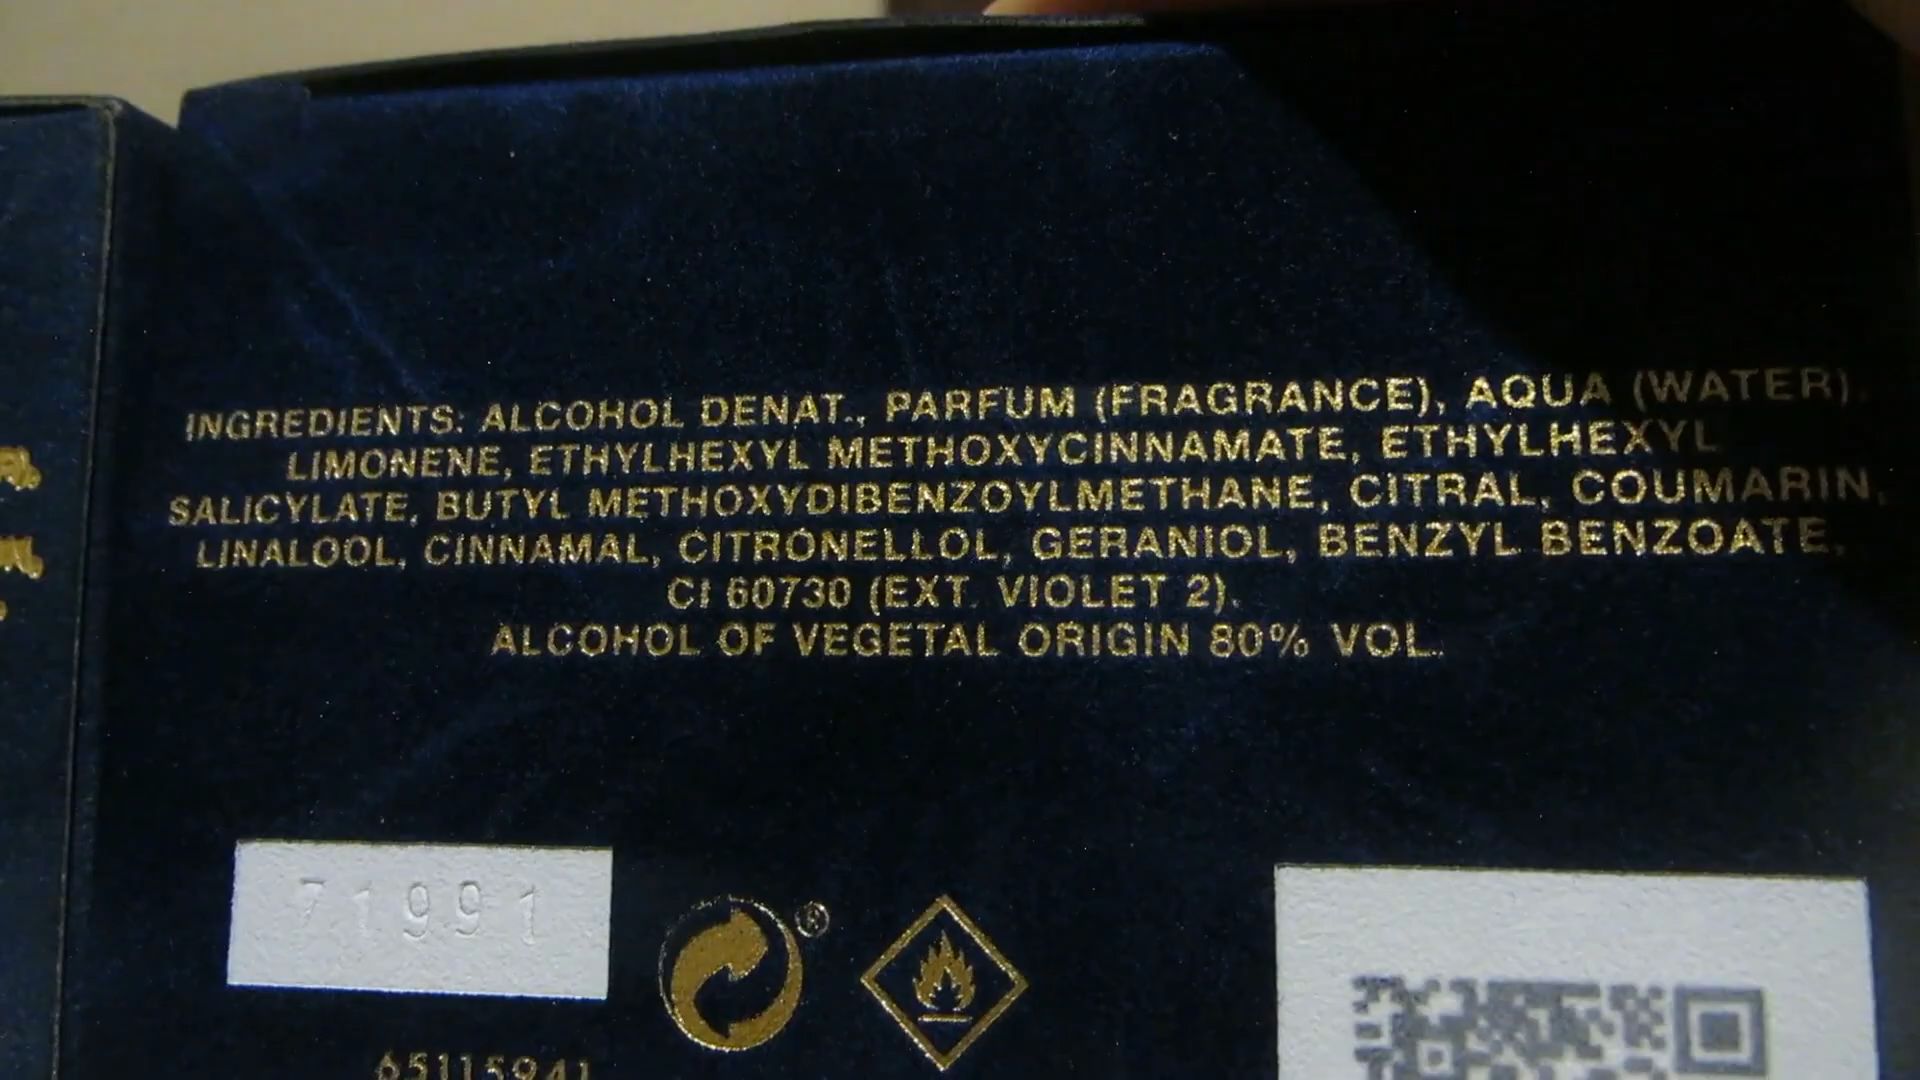 INGREDIENTS: ALCOHOL DENAT., PARFUM (FRAGRANCE), AQUA (WATER),
LIMONENE, ETHYLHEXYL METHOXYCINNAMATE, ETHYLHEXYL
SALICYLATE, BUTYL METHOXYDIBENZOYLMETHANE, CITRAL, COUMARIN,
LINALOOL, CINNAMAL, CITRONELLOL, GERANIOL, BENZYL BENZOATE,
CI 60730 (EXT. VIOLET 2).
ALCOHOL OF VEGETAL ORIGIN 80% VOL.
71991
®
65115941